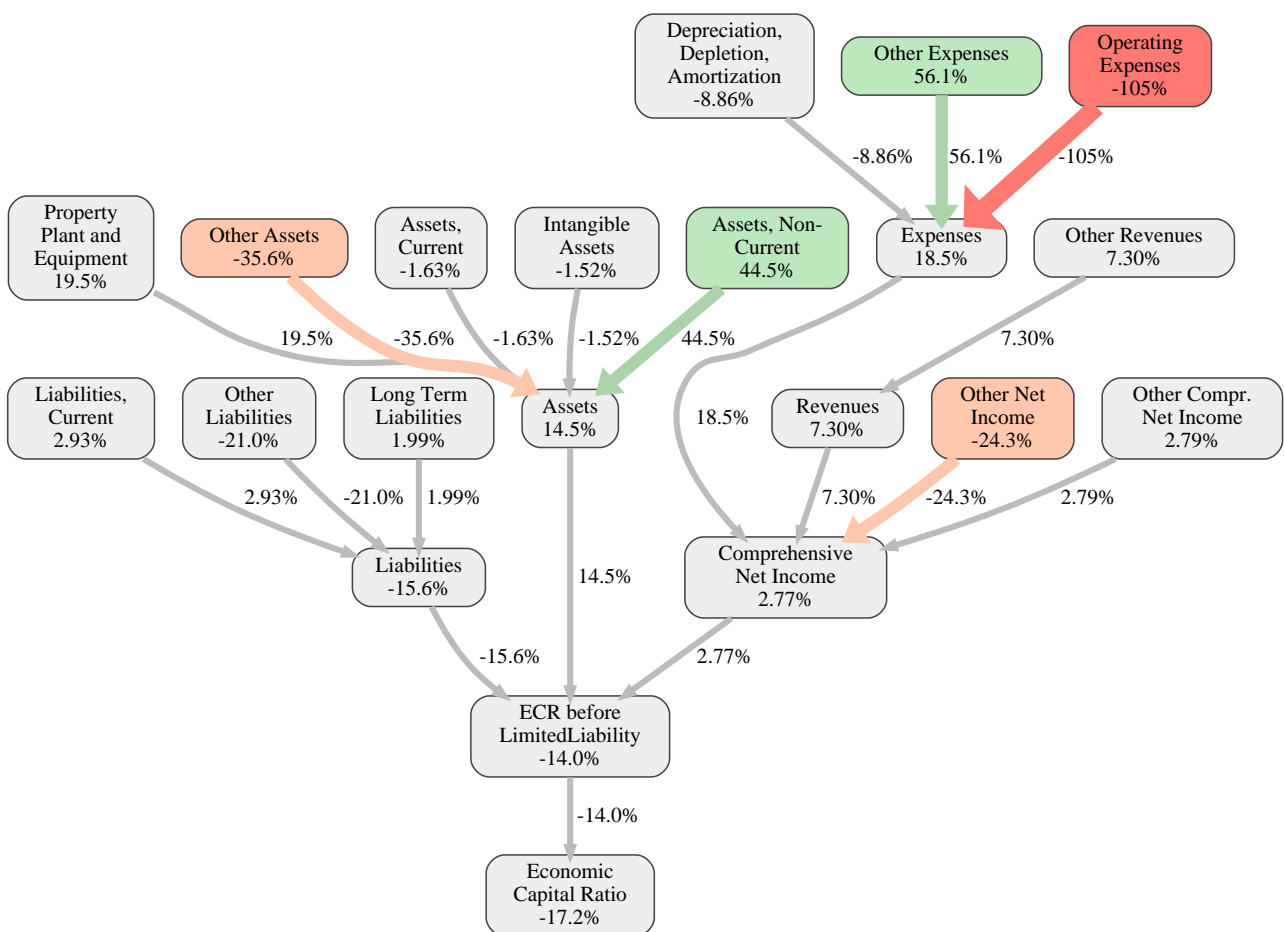 Depreciation,
Depletion,
Amortization
-8.86%
Other Expenses
56.1%
Operating
Expenses
-105%
-8.86%
56.1%
-105%
Property
Plant and
Equipment
19.5%
Other Assets
-35.6%
Assets,
Current
-1.63%
Intangible
Assets
-1.52%
Assets, Non-
Current
44.5%
Expenses
18.5%
Other Revenues
7.30%
19.5%
-35.6%
-1.63%
-1.52%
44.5%
7.30%
Liabilities,
Current
2.93%
Other
Liabilities
-21.0%
Long Term
Liabilities
1.99%
Assets
14.5%
18.5%
Revenues
7.30%
Other Net
Income
-24.3%
Other Compr.
Net Income
2.79%
2.93%
-21.0%
1.99%
7.30%
-24.3%
2.79%
Liabilities
-15.6%
14.5%
Comprehensive
Net Income
2.77%
-15.6%
2.77%
ECR before
LimitedLiability
-14.0%
-14.0%
Economic
Capital Ratio
-17.2%